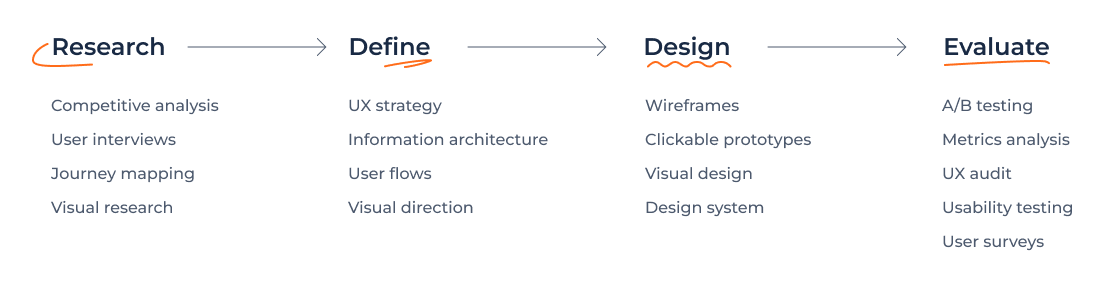 Research
Define
Design
Evaluate
Competitive analysis
User interviews
Journey mapping
Visual research
UX strategy
Information architecture
User flows
Visual direction
Wireframes
Clickable prototypes
Visual design
Design system
A/B testing
Metrics analysis
UX audit
Usability testing
User surveys